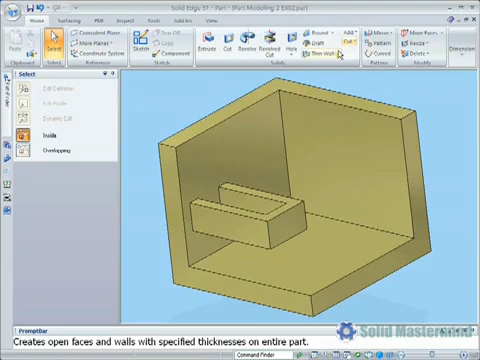 Solid Edge ST - Part - [Part Modelling 2 EX02.par]
Home Surfacing PMI Inspect Tools Add Ins View
Paste
Clipboard
Select
Select
Coincident Plane
More Planes
Coordinate System
Reference
Sketch
Sketch
Extrude
Cut
Revolve
Revolved Cut
Hole
Round
Draft
Thin Wall
Add
Cut
Solids
Mirror
Pattern
Curved
Pattern
Move Faces
Resize
Delete
Modify
Dimension
Select
Edit Definition
Edit Profile
Dynamic Edit
Inside
Overlapping
Pathfinder
PromptBar
Creates open faces and walls with specified thicknesses on entire part.
Solid Mastermind
Command Finder